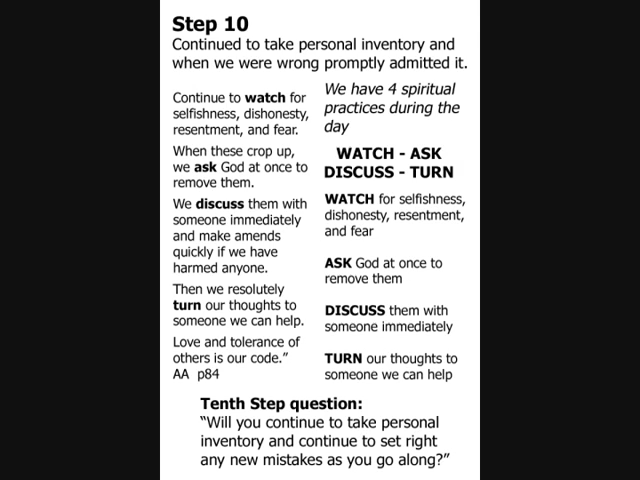 Step 10
Continued to take personal inventory and
when we were wrong promptly admitted it.
Continue to watch for
selfishness, dishonesty,
resentment, and fear.
When these crop up,
we ask God at once to
remove them.
We discuss them with
someone immediately
and make amends
quickly if we have
harmed anyone.
Then we resolutely
turn our thoughts to
someone we can help.
Love and tolerance of
others is our code.”
AA p84
We have 4 spiritual
practices during the
day
WATCH - ASK
DISCUSS - TURN
WATCH for selfishness,
dishonesty, resentment,
and fear
ASK God at once to
remove them
DISCUSS them with
someone immediately
TURN our thoughts to
someone we can help
Tenth Step question:
“Will you continue to take personal
inventory and continue to set right
any new mistakes as you go along?”